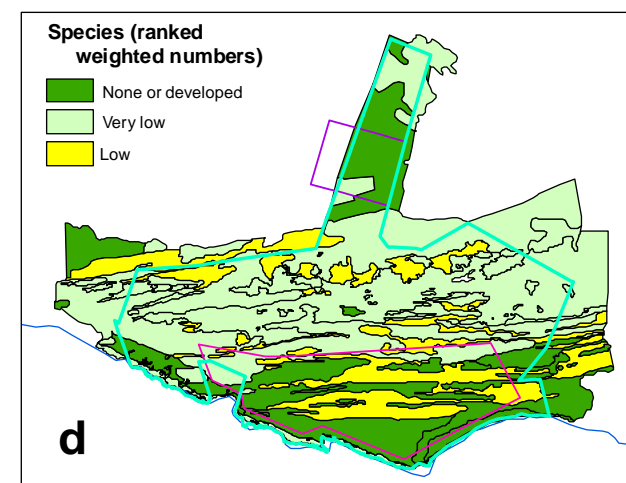 Species (ranked
weighted numbers)
None or developed
Very low
Low
d